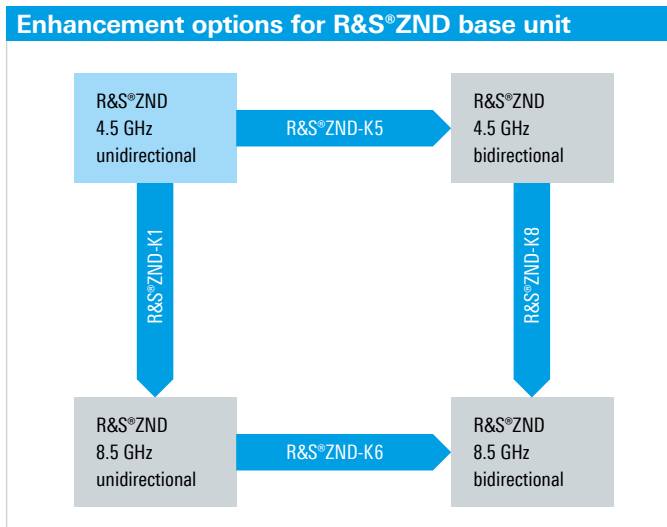 Enhancement options for R&S®ZND base unit
R&S®ZND
4.5 GHz
unidirectional
R&S®ZND-K5
R&S®ZND
4.5 GHz
bidirectional
R&S®ZND-K1
R&S®ZND-K8
R&S®ZND
8.5 GHz
unidirectional
R&S®ZND-K6
R&S®ZND
8.5 GHz
bidirectional